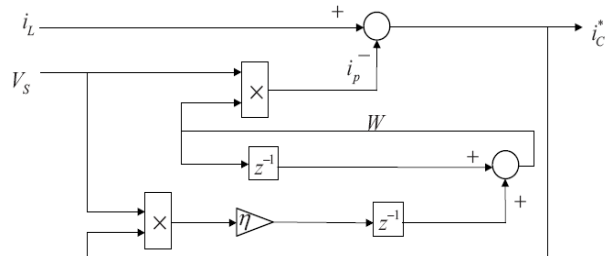 i_L + i_C^*
V_S i_p −
×
W
z^{-1} + 
+
× η z^{-1}